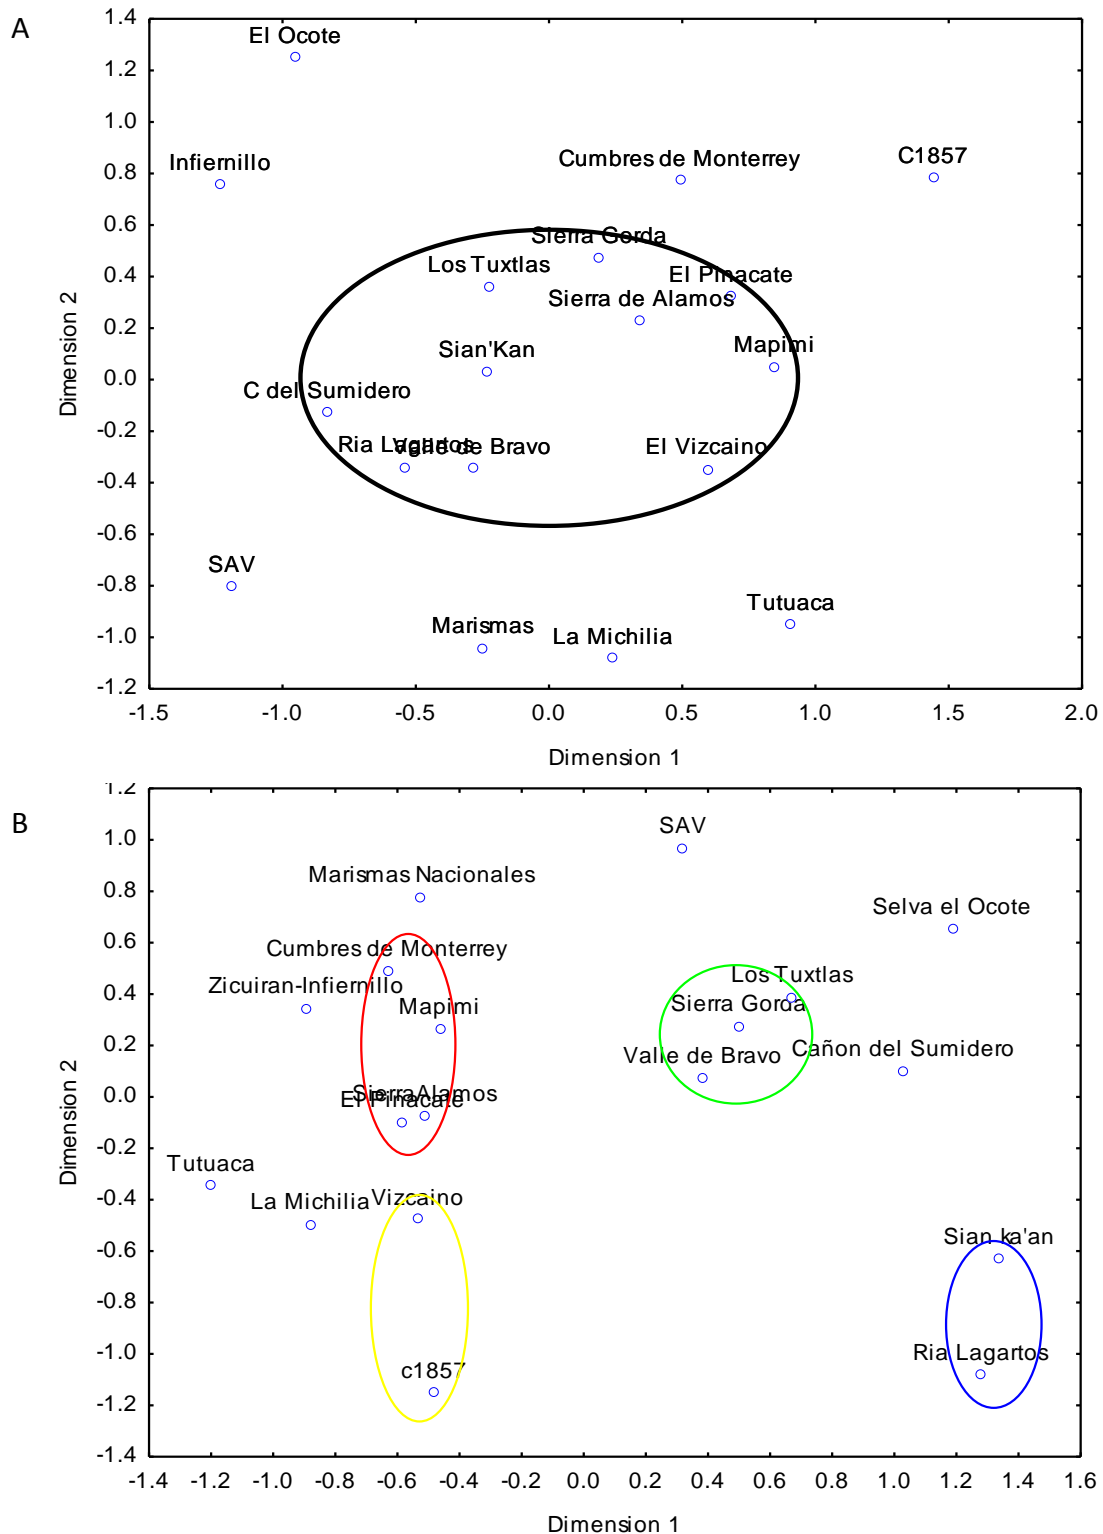 A
1.4
1.2
1.0
0.8
0.6
0.4
0.2
0.0
-0.2
-0.4
-0.6
-0.8
-1.0
-1.2
Dimension 2
El Ocote
Infiernillo
Cumbres de Monterrey
C1857
Sierra Gorda
Los Tuxtlas
El Pinacate
Sierra de Alamos
Sian'Kan
Mapimi
C del Sumidero
Ria Lagartos
Valle de Bravo
El Vizcaino
SAV
Marismas
La Michilia
Tutuaca
-1.5 -1.0 -0.5 0.0 0.5 1.0 1.5 2.0
Dimension 1
B
1.2
1.0
0.8
0.6
0.4
0.2
0.0
-0.2
-0.4
-0.6
-0.8
-1.0
-1.2
-1.4
Dimension 2
SAV
Marismas Nacionales
Selva el Ocote
Cumbres de Monterrey
Zicuiran-Infiernillo
Los Tuxtlas
Mapimi
Sierra Gorda
Valle de Bravo
Cañon del Sumidero
SierraAlamos
El Pinacate
Tutuaca
La Michilia
Vizcaino
Sian ka'an
c1857
Ria Lagartos
-1.4 -1.2 -1.0 -0.8 -0.6 -0.4 -0.2 0.0 0.2 0.4 0.6 0.8 1.0 1.2 1.4 1.6
Dimension 1